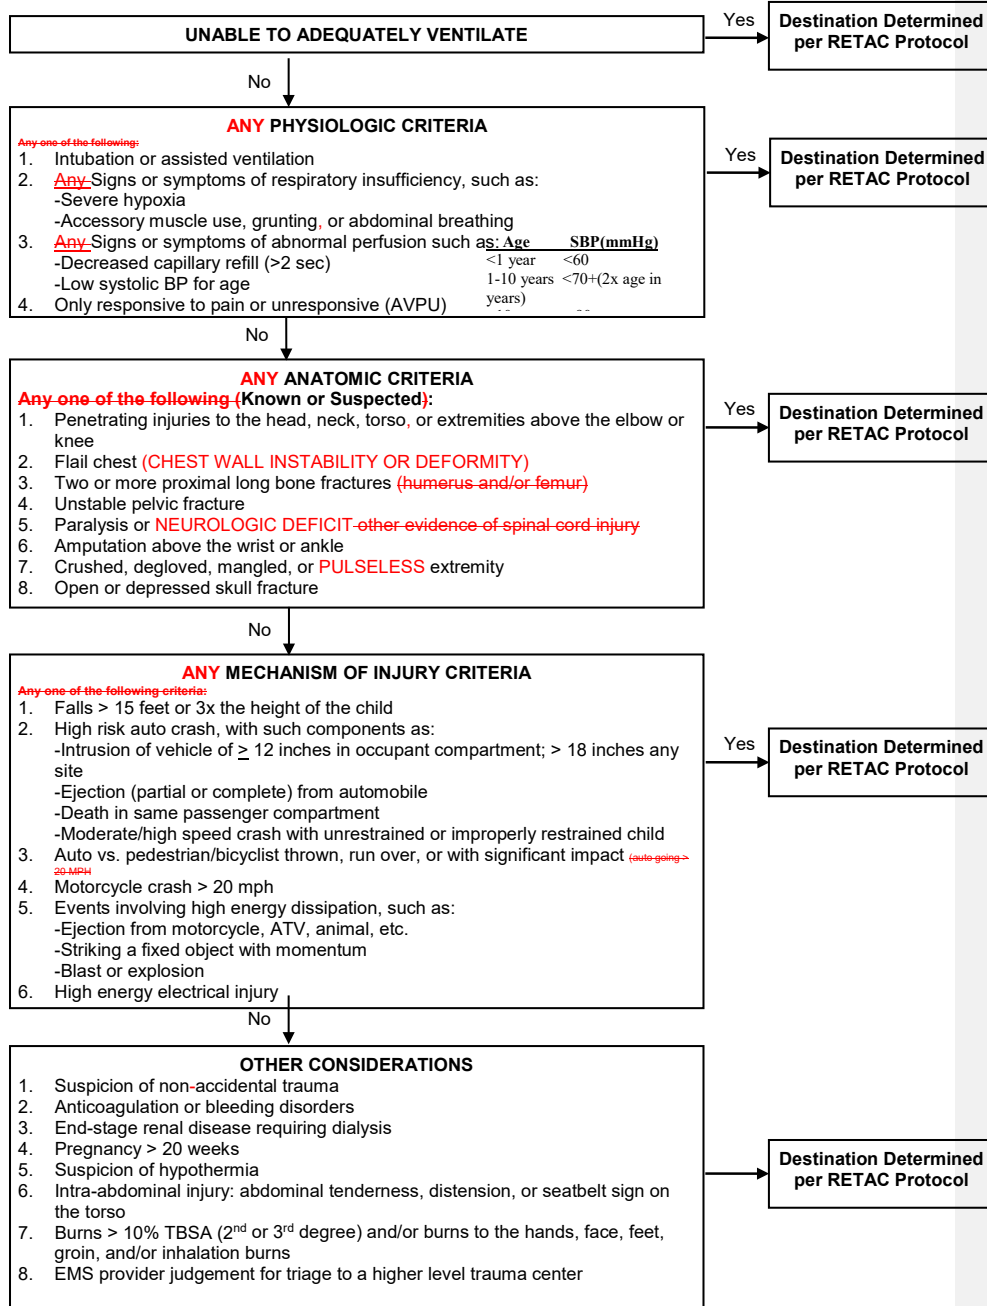 UNABLE TO ADEQUATELY VENTILATE
Yes
Destination Determined
per RETAC Protocol
No
ANY PHYSIOLOGIC CRITERIA
Any one of the following:
1. Intubation or assisted ventilation
2. Any Signs or symptoms of respiratory insufficiency, such as:
-Severe hypoxia
-Accessory muscle use, grunting, or abdominal breathing
3. Any Signs or symptoms of abnormal perfusion such as:
-Decreased capillary refill (>2 sec)
-Low systolic BP for age
4. Only responsive to pain or unresponsive (AVPU)
Age SBP(mmHg)
<1 year <60
1-10 years <70+(2x age in
years)
Yes
Destination Determined
per RETAC Protocol
No
ANY ANATOMIC CRITERIA
Any one of the following (Known or Suspected):
1. Penetrating injuries to the head, neck, torso, or extremities above the elbow or
knee
2. Flail chest (CHEST WALL INSTABILITY OR DEFORMITY)
3. Two or more proximal long bone fractures (humerus and/or femur)
4. Unstable pelvic fracture
5. Paralysis or NEUROLOGIC DEFICIT other evidence of spinal cord injury
6. Amputation above the wrist or ankle
7. Crushed, degloved, mangled, or PULSELESS extremity
8. Open or depressed skull fracture
Yes
Destination Determined
per RETAC Protocol
No
ANY MECHANISM OF INJURY CRITERIA
Any one of the following criteria:
1. Falls > 15 feet or 3x the height of the child
2. High risk auto crash, with such components as:
-Intrusion of vehicle of ≥ 12 inches in occupant compartment; > 18 inches any
site
-Ejection (partial or complete) from automobile
-Death in same passenger compartment
-Moderate/high speed crash with unrestrained or improperly restrained child
3. Auto vs. pedestrian/bicyclist thrown, run over, or with significant impact (auto going >
20 MPH
4. Motorcycle crash > 20 mph
5. Events involving high energy dissipation, such as:
-Ejection from motorcycle, ATV, animal, etc.
-Striking a fixed object with momentum
-Blast or explosion
6. High energy electrical injury
Yes
Destination Determined
per RETAC Protocol
No
OTHER CONSIDERATIONS
1. Suspicion of non-accidental trauma
2. Anticoagulation or bleeding disorders
3. End-stage renal disease requiring dialysis
4. Pregnancy > 20 weeks
5. Suspicion of hypothermia
6. Intra-abdominal injury: abdominal tenderness, distension, or seatbelt sign on
the torso
7. Burns > 10% TBSA (2nd or 3rd degree) and/or burns to the hands, face, feet,
groin, and/or inhalation burns
8. EMS provider judgement for triage to a higher level trauma center
Destination Determined
per RETAC Protocol